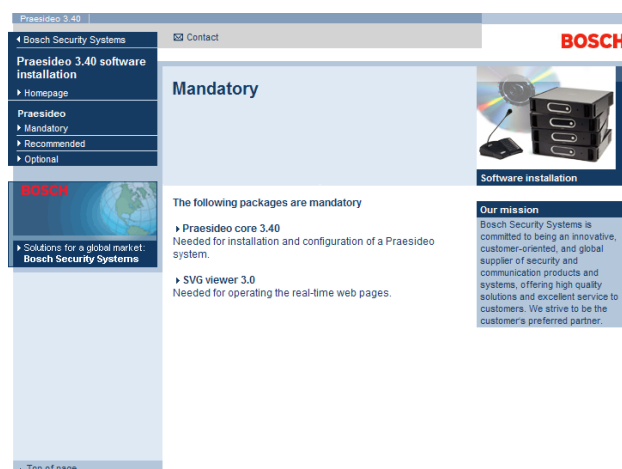 Praesideo 3.40
Bosch Security Systems
Contact
BOSCH
Praesideo 3.40 software
installation
Homepage
Praesideo
Mandatory
Recommended
Optional
Mandatory
Software installation
BOSCH
Solutions for a global market:
Bosch Security Systems
The following packages are mandatory
Praesideo core 3.40
Needed for installation and configuration of a Praesideo
system.
SVG viewer 3.0
Needed for operating the real-time web pages.
Our mission
Bosch Security Systems is
committed to being an innovative,
customer-oriented, and global
supplier of security and
communication products and
systems, offering high quality
solutions and excellent service to
customers. We strive to be the
customer's preferred partner.
Top of page